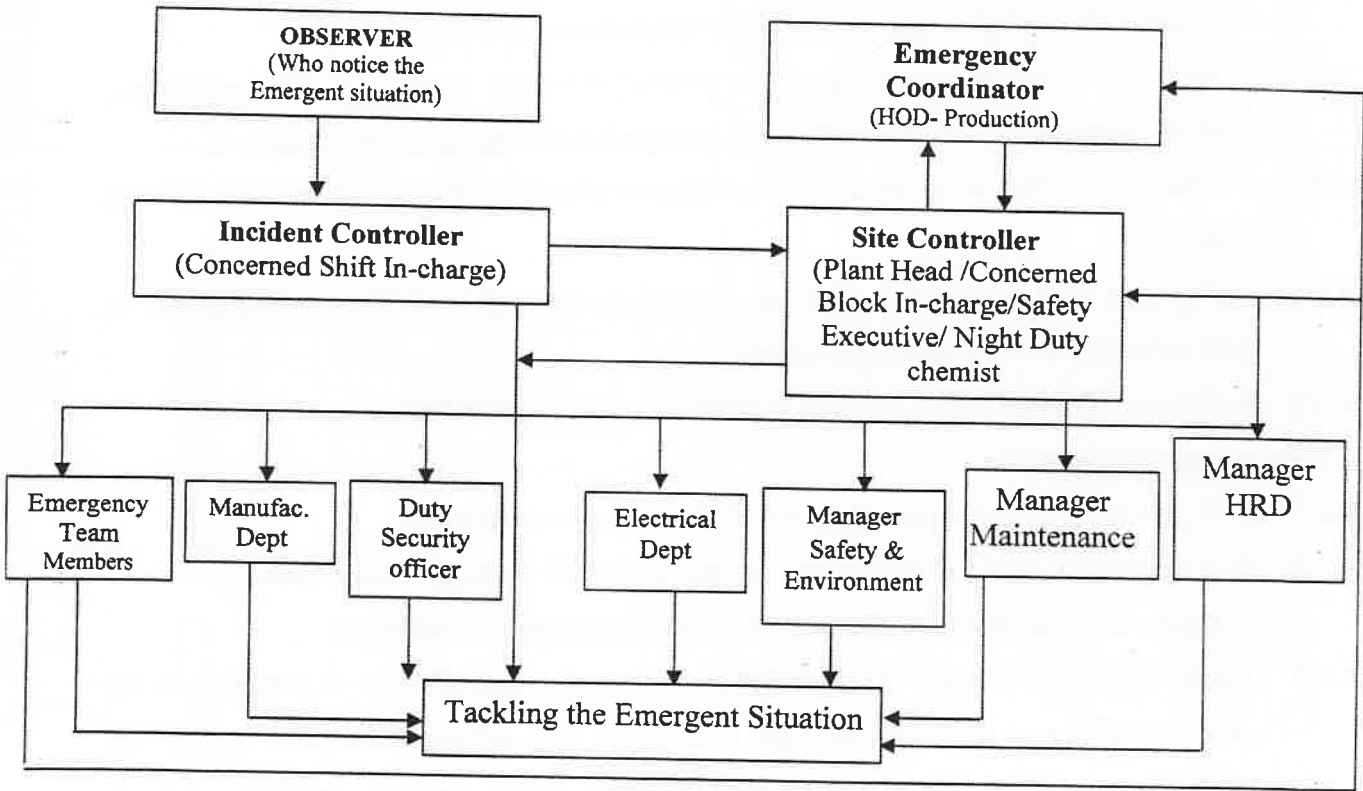 OBSERVER
(Who notice the
Emergent situation)
Emergency
Coordinator
(HOD- Production)
Incident Controller
(Concerned Shift In-charge)
Site Controller
(Plant Head /Concerned
Block In-charge/Safety
Executive/ Night Duty
chemist
Emergency
Team
Members
Manufac.
Dept
Duty
Security
officer
Electrical
Dept
Manager
Safety &
Environment
Manager
Maintenance
Manager
HRD
Tackling the Emergent Situation